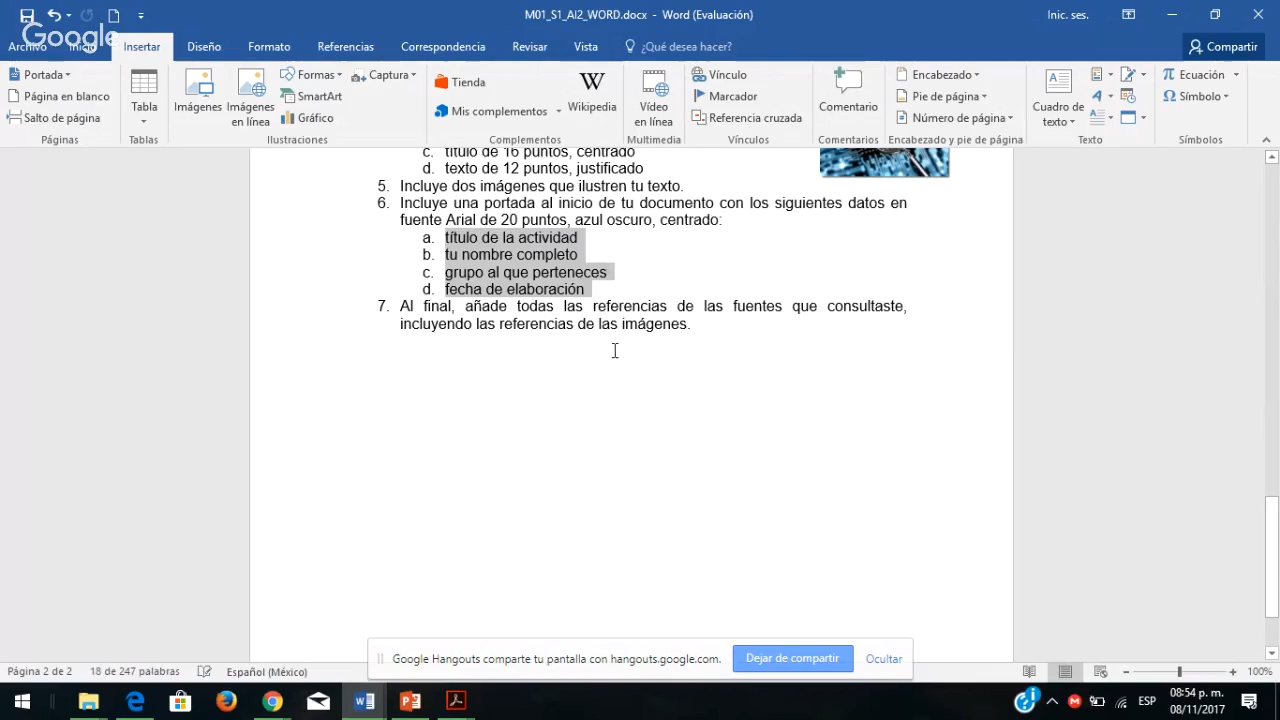 M01_S1_AI2_WORD.docx - Word (Evaluación)
Inic. ses.
Google
Archivo Inicio Insertar Diseño Formato Referencias Correspondencia Revisar Vista ¿Qué desea hacer? Compartir
Portada
Página en blanco
Salto de página
Páginas
Tabla
Tablas
Imágenes
Imágenes en línea
Formas
SmartArt
Gráfico
Captura
Ilustraciones
Tienda
Mis complementos
W
Wikipedia
Complementos
Vídeo en línea
Multimedia
Vínculo
Marcador
Referencia cruzada
Vínculos
Comentario
Comentarios
Encabezado
Pie de página
Número de página
Encabezado y pie de página
Cuadro de texto
Texto
Ecuación
Símbolo
Símbolos
c. título de 16 puntos, centrado
d. texto de 12 puntos, justificado
5. Incluye dos imágenes que ilustren tu texto.
6. Incluye una portada al inicio de tu documento con los siguientes datos en
fuente Arial de 20 puntos, azul oscuro, centrado:
a. título de la actividad
b. tu nombre completo
c. grupo al que perteneces
d. fecha de elaboración
7. Al final, añade todas las referencias de las fuentes que consultaste,
incluyendo las referencias de las imágenes.
Google Hangouts comparte tu pantalla con hangouts.google.com. Dejar de compartir Ocultar
Página 2 de 2 18 de 247 palabras Español (México) 100%
ESP
08:54 p. m.
08/11/2017